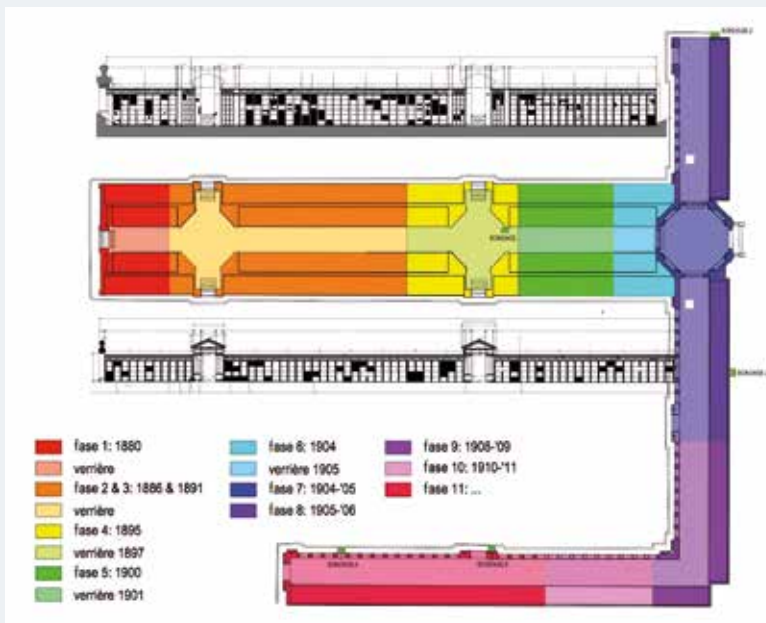 fase 1: 1880
verrière
fase 2 & 3: 1886 & 1891
verrière
fase 4: 1895
verrière 1897
fase 5: 1900
verrière 1901
fase 6: 1904
verrière 1905
fase 7: 1904-'05
fase 8: 1905-'06
fase 9: 1908-'09
fase 10: 1910-'11
fase 11: ...